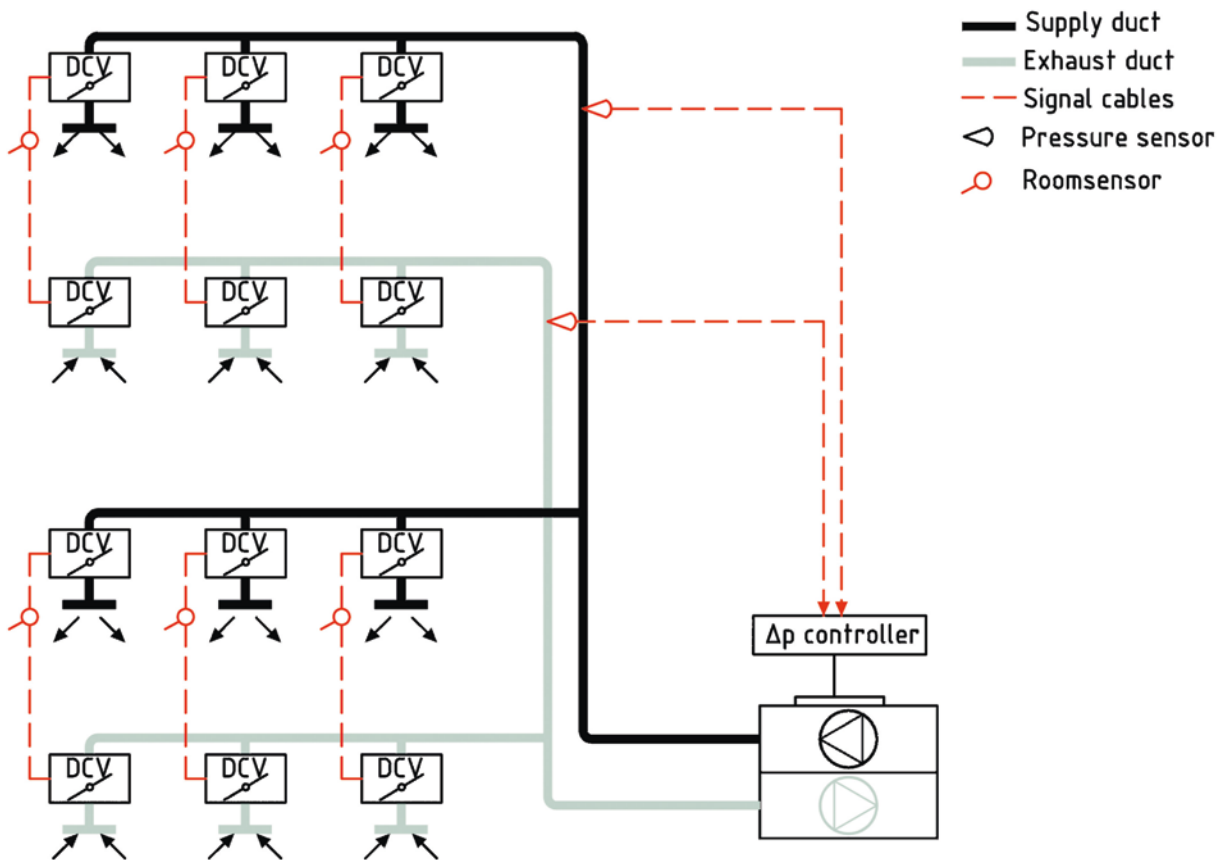 Supply duct
Exhaust duct
Signal cables
Pressure sensor
Roomsensor
DCV DCV DCV
DCV DCV DCV
DCV DCV DCV
Δp controller
DCV DCV DCV